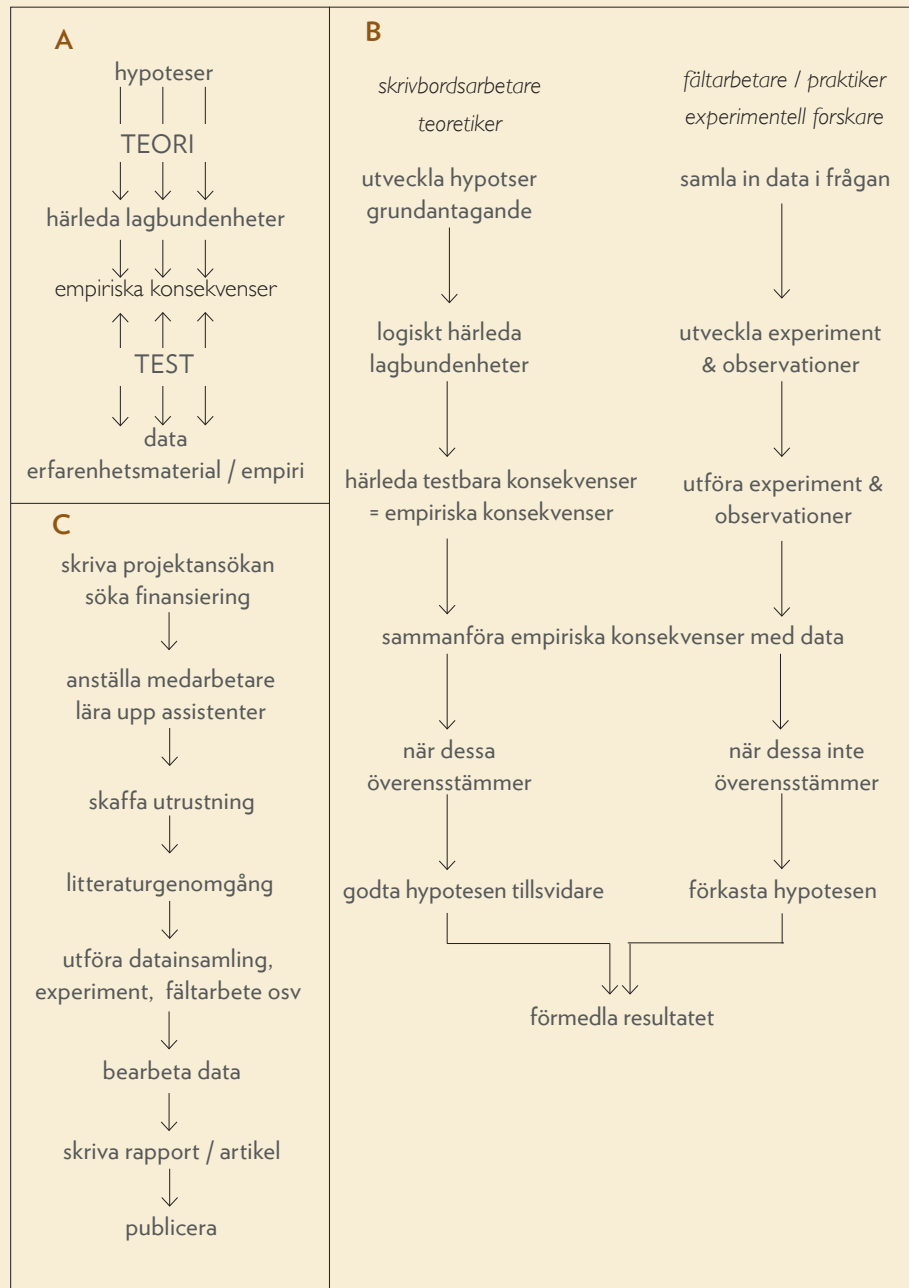 A
hypoteser
TEORI
härleda lagbundenheter
empiriska konsekvenser
TEST
data
erfarenhetsmaterial / empiri
B
skrivbordsarbetare
teoretiker
fältarbetare / praktiker
experimentell forskare
utveckla hypotser
grundantagande
samla in data i frågan
logiskt härleda
lagbundenheter
utveckla experiment
& observationer
härleda testbara konsekvenser
= empiriska konsekvenser
utföra experiment &
observationer
sammanföra empiriska konsekvenser med data
när dessa
överensstämmer
när dessa inte
överensstämmer
godta hypotesen tillsvidare
förkasta hypotesen
förmedla resultatet
C
skriva projektansökan
söka finansiering
anställa medarbetare
lära upp assistenter
skaffa utrustning
litteraturgenomgång
utföra datainsamling,
experiment, fältarbete osv
bearbeta data
skriva rapport / artikel
publicera